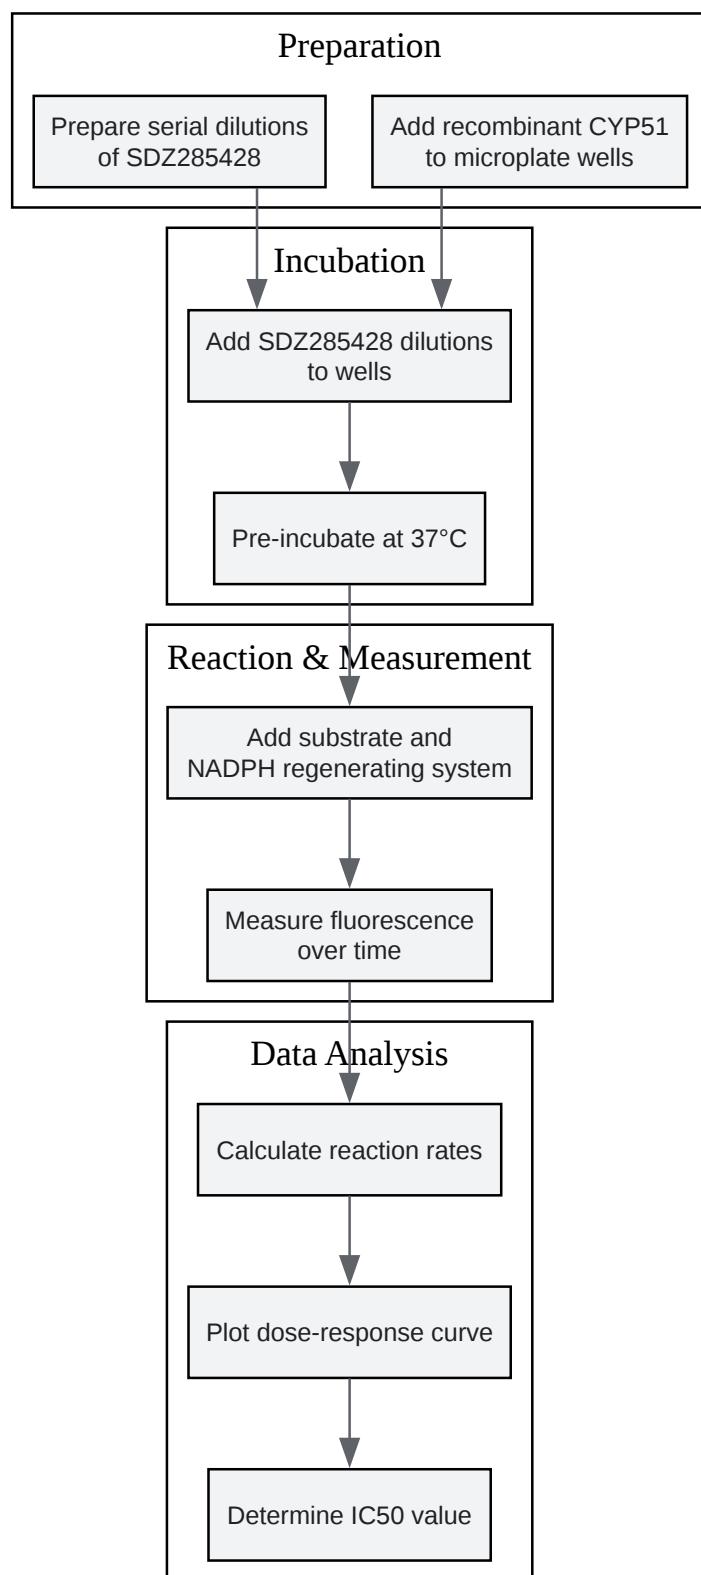 Preparation
Prepare serial dilutions
of SDZ285428
Add recombinant CYP51
to microplate wells
Incubation
Add SDZ285428 dilutions
to wells
Pre-incubate at 37°C
Reaction & Measurement
Add substrate and
NADPH regenerating system
Measure fluorescence
over time
Data Analysis
Calculate reaction rates
Plot dose-response curve
Determine IC50 value